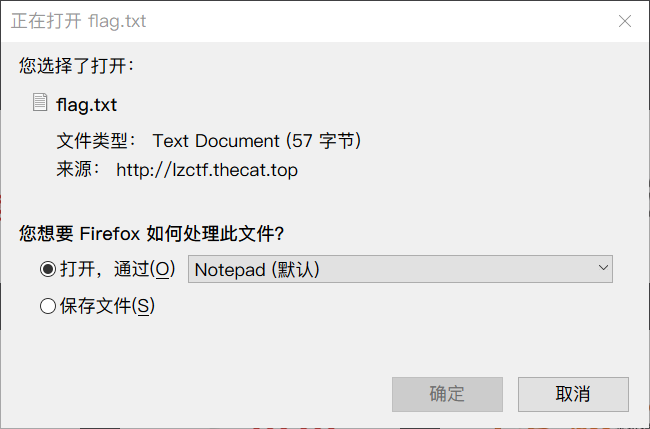 正在打开 flag.txt
您选择了打开：
flag.txt
文件类型： Text Document (57 字节)
来源： http://lzctf.thecat.top
您想要 Firefox 如何处理此文件？
打开，通过(O) Notepad (默认)
保存文件(S)
确定 取消